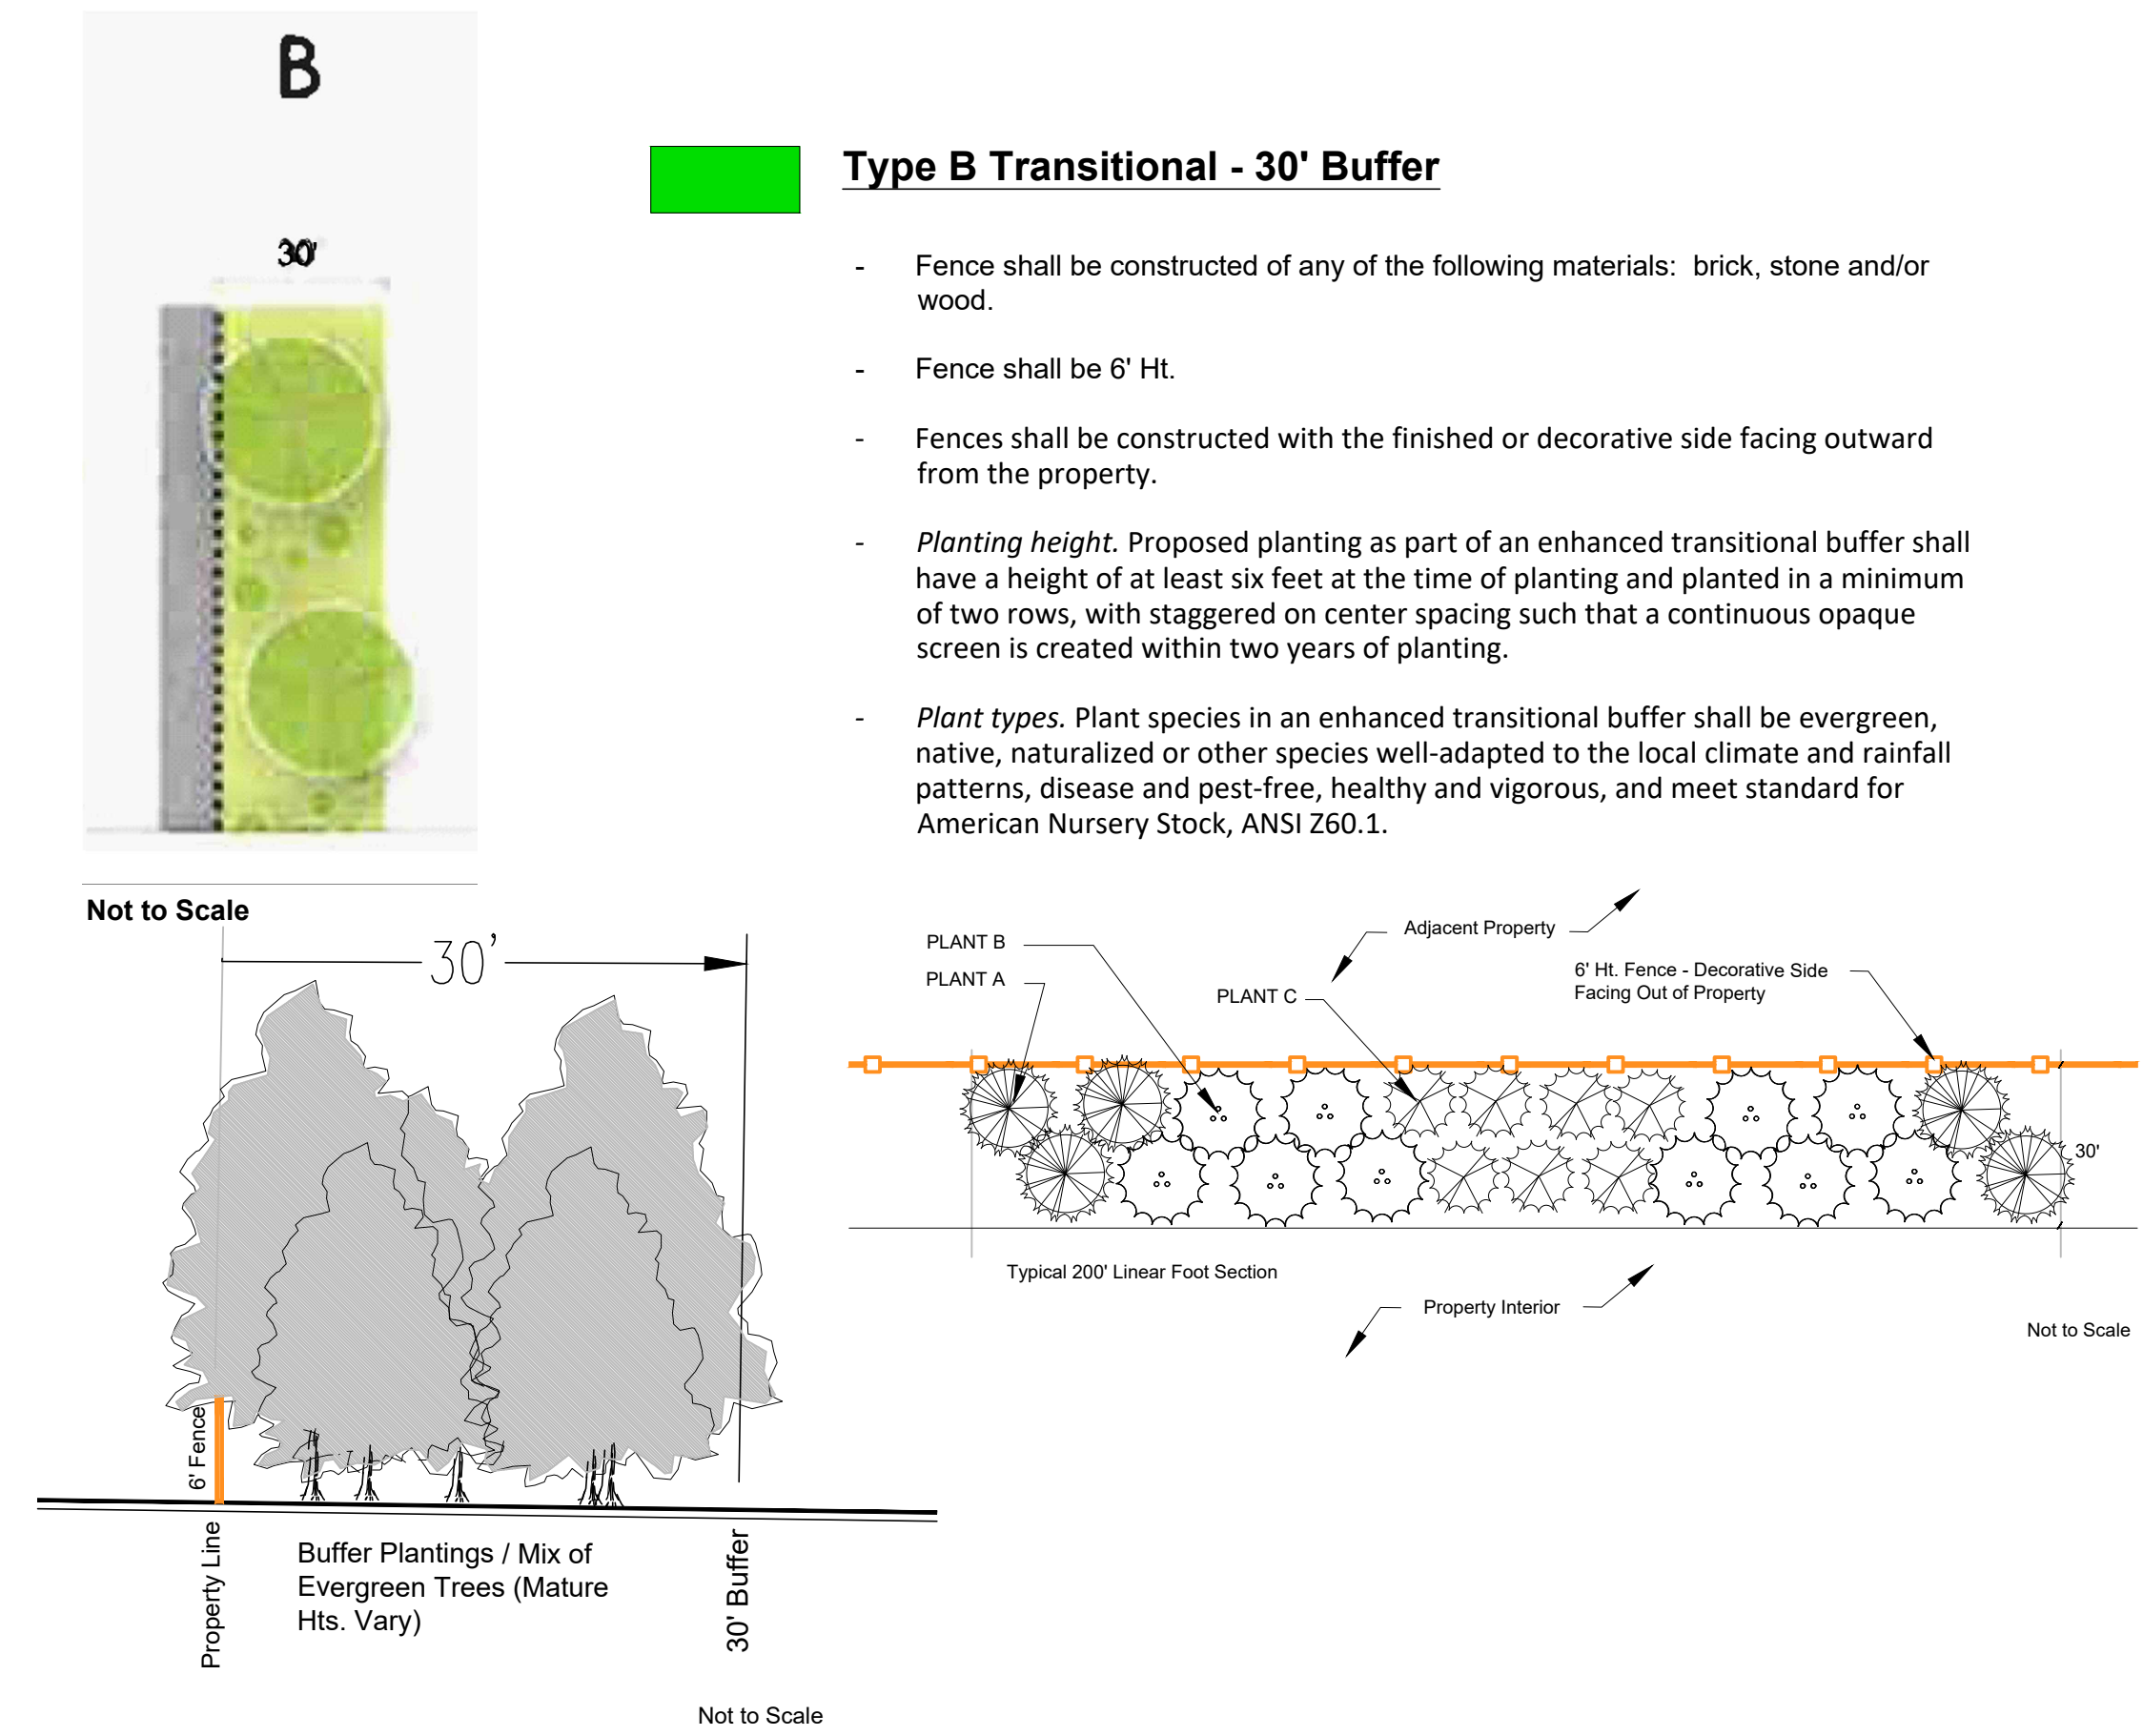 B
30'
Type B Transitional - 30' Buffer
- Fence shall be constructed of any of the following materials:  brick, stone and/or
wood.
- Fence shall be 6' Ht.
- Fences shall be constructed with the finished or decorative side facing outward
from the property.
- Planting height. Proposed planting as part of an enhanced transitional buffer shall
have a height of at least six feet at the time of planting and planted in a minimum
of two rows, with staggered on center spacing such that a continuous opaque
screen is created within two years of planting.
- Plant types. Plant species in an enhanced transitional buffer shall be evergreen,
native, naturalized or other species well-adapted to the local climate and rainfall
patterns, disease and pest-free, healthy and vigorous, and meet standard for
American Nursery Stock, ANSI Z60.1.
Not to Scale
30'
6' Fence
Property Line
Buffer Plantings / Mix of
Evergreen Trees (Mature
Hts. Vary)
30' Buffer
Not to Scale
PLANT B
PLANT A
PLANT C
Adjacent Property
6' Ht. Fence - Decorative Side
Facing Out of Property
30'
Typical 200' Linear Foot Section
Property Interior
Not to Scale